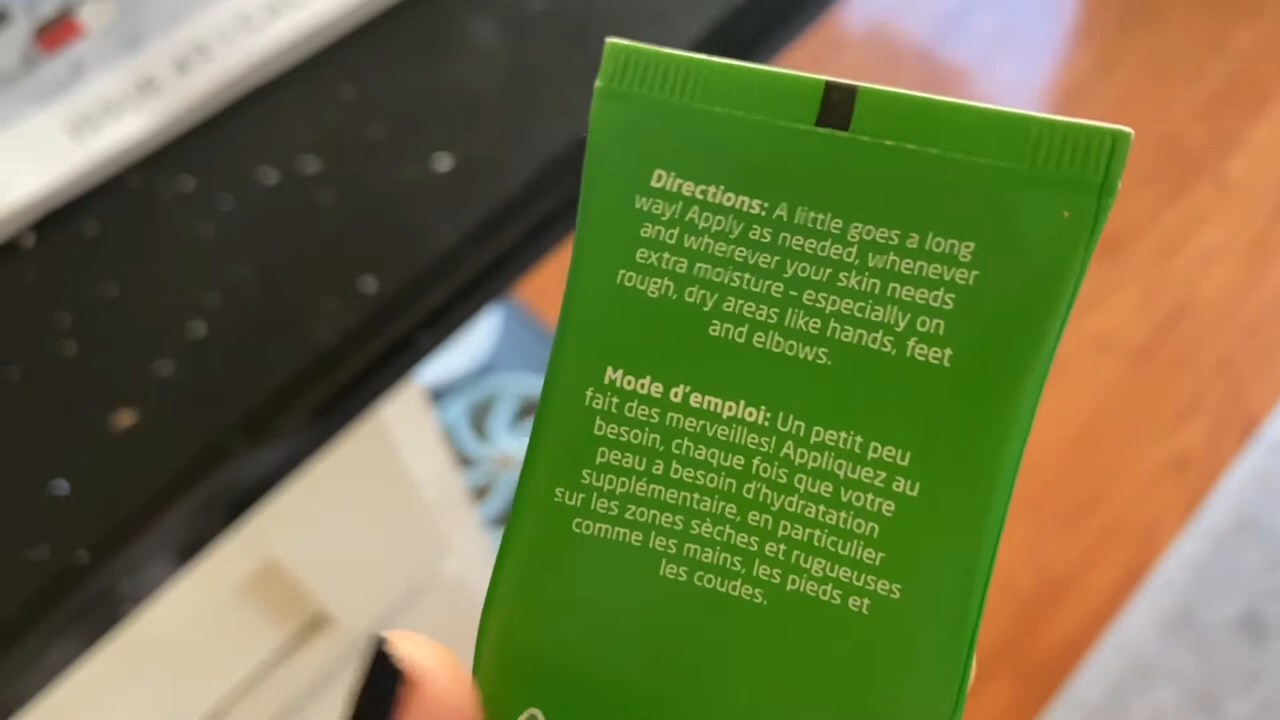 Directions: A little goes a long
way! Apply as needed, whenever
and wherever your skin needs
extra moisture - especially on
rough, dry areas like hands, feet
and elbows.
Mode d'emploi: Un petit peu
fait des merveilles! Appliquez au
besoin, chaque fois que votre
peau a besoin d'hydratation
supplémentaire, en particulier
sur les zones sèches et rugueuses
comme les mains, les pieds et
les coudes.